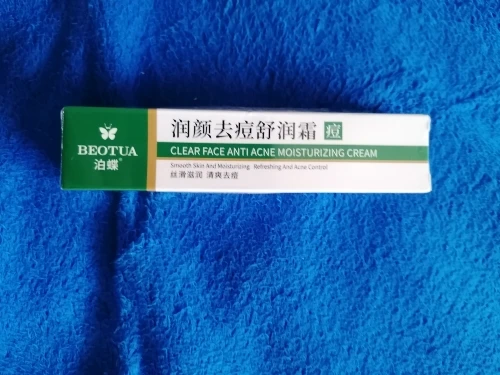 BEOTUA
泊蝶®
润颜去痘舒润霜 痘
CLEAR FACE ANTI ACNE MOISTURIZING CREAM
Smooth Skin And Moisturizing Refreshing And Acne Control
丝滑滋润 清爽去痘